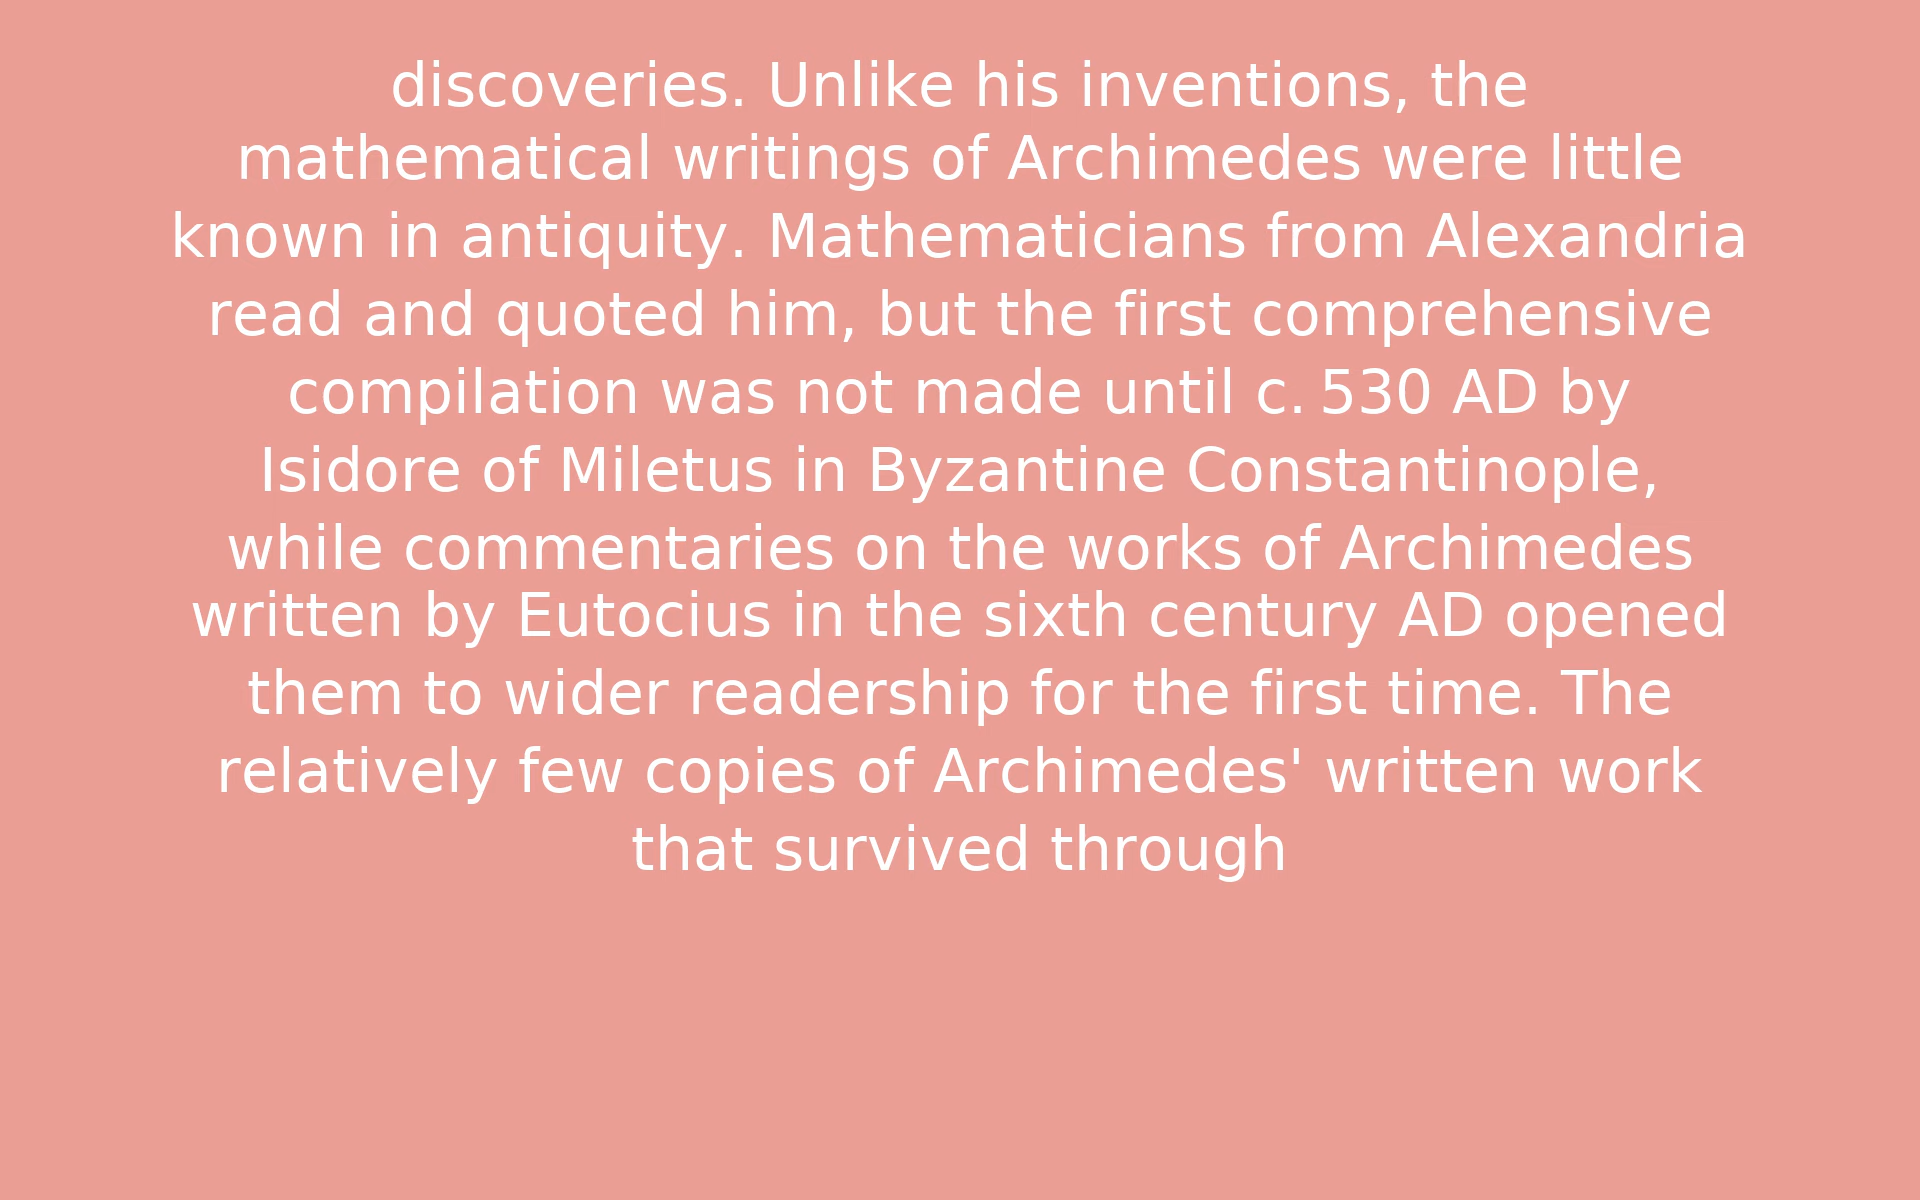 discoveries. Unlike his inventions, the
mathematical writings of Archimedes were little
known in antiquity. Mathematicians from Alexandria
read and quoted him, but the first comprehensive
compilation was not made until c. 530 AD by
Isidore of Miletus in Byzantine Constantinople,
while commentaries on the works of Archimedes
written by Eutocius in the sixth century AD opened
them to wider readership for the first time. The
relatively few copies of Archimedes' written work
that survived through